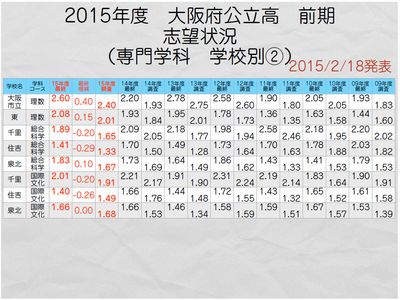 2015年度　大阪府公立高　前期
志望状況
（専門学科　学校別②）
2015/2/18発表
学校名 学科コース 15年度最終 最終増減 15年度調査 14年度最終 14年度調査 13年度最終 13年度調査 12年度最終 12年度調査 11年度最終 11年度調査 10年度最終 10年度調査 09年度最終 09年度調査
大阪市立 理数 2.60 0.40 2.40 2.20 1.93 2.78 2.75 2.58 2.60 1.90 1.80 2.05 1.93 1.83
東 理数 2.08 0.15 2.01 1.93 1.84 1.95 2.01 1.78 1.73 1.36 1.35 1.63 1.58 1.44 1.60
千里 総合科学 1.89 -0.20 1.65 2.09 2.05 2.18 1.77 1.98 1.94 2.18 2.05 1.96 2.20 2.02
住吉 総合科学 1.41 -0.29 1.33 1.70 1.50 1.49 1.28 1.73 1.60 1.70 1.63 1.78 1.88 2.03 1.82
泉北 総合科学 1.83 0.10 1.67 1.73 1.69 1.64 1.49 1.86 1.62 1.43 1.44 1.33 1.41 1.79 1.53
千里 国際文化 2.01 -0.20 1.91 2.21 2.17 1.91 1.90 2.31 2.24 2.19 2.14 1.83 1.90 1.91
住吉 国際文化 1.40 -0.26 1.49 1.66 1.76 1.44 1.48 1.72 1.55 1.43 1.32 1.65 1.52 1.61 1.58
泉北 国際文化 1.66 0.00 1.68 1.66 1.53 1.46 1.34 1.58 1.59 1.59 1.51 1.67 1.57 1.53 1.39